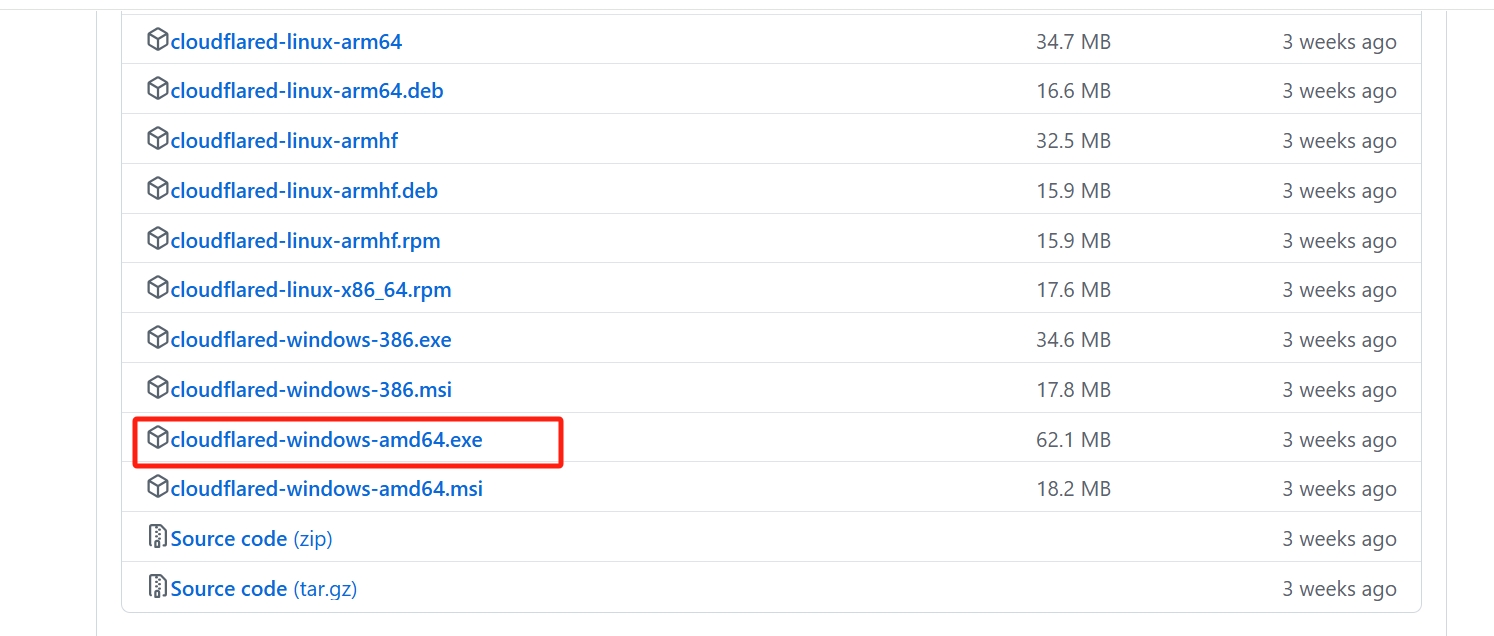 cloudflared-linux-arm64 34.7 MB 3 weeks ago
cloudflared-linux-arm64.deb 16.6 MB 3 weeks ago
cloudflared-linux-armhf 32.5 MB 3 weeks ago
cloudflared-linux-armhf.deb 15.9 MB 3 weeks ago
cloudflared-linux-armhf.rpm 15.9 MB 3 weeks ago
cloudflared-linux-x86_64.rpm 17.6 MB 3 weeks ago
cloudflared-windows-386.exe 34.6 MB 3 weeks ago
cloudflared-windows-386.msi 17.8 MB 3 weeks ago
cloudflared-windows-amd64.exe 62.1 MB 3 weeks ago
cloudflared-windows-amd64.msi 18.2 MB 3 weeks ago
Source code (zip) 3 weeks ago
Source code (tar.gz) 3 weeks ago